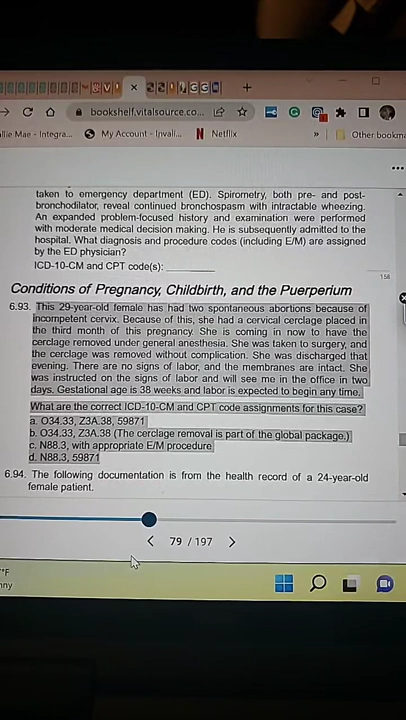 bookshelf.vitalsource.co...
llie Mae - Integra... My Account - Invall... Netflix » Other bookma
taken to emergency department (ED). Spirometry, both pre- and post-
bronchodilator, reveal continued bronchospasm with intractable wheezing.
An expanded problem-focused history and examination were performed
with moderate medical decision making. He is subsequently admitted to the
hospital. What diagnosis and procedure codes (including E/M) are assigned
by the ED physician?
ICD-10-CM and CPT code(s): ________
158
Conditions of Pregnancy, Childbirth, and the Puerperium
6.93. This 29-year-old female has had two spontaneous abortions because of
incompetent cervix. Because of this, she had a cervical cerclage placed in
the third month of this pregnancy. She is coming in now to have the
cerclage removed under general anesthesia. She was taken to surgery, and
the cerclage was removed without complication. She was discharged that
evening. There are no signs of labor, and the membranes are intact. She
was instructed on the signs of labor and will see me in the office in two
days. Gestational age is 38 weeks and labor is expected to begin any time.
What are the correct ICD-10-CM and CPT code assignments for this case?
a. O34.33, Z3A.38, 59871
b. O34.33, Z3A.38 (The cerclage removal is part of the global package.)
c. N88.3, with appropriate E/M procedure
d. N88.3, 59871
6.94. The following documentation is from the health record of a 24-year-old
female patient.
79 / 197
°F
nny